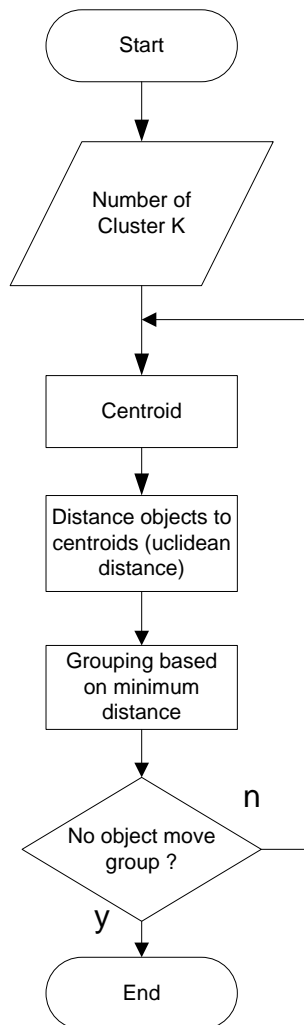 Start
Number of
Cluster K
Centroid
Distance objects to
centroids (uclidean
distance)
Grouping based
on minimum
distance
n
No object move
group ?
y
End